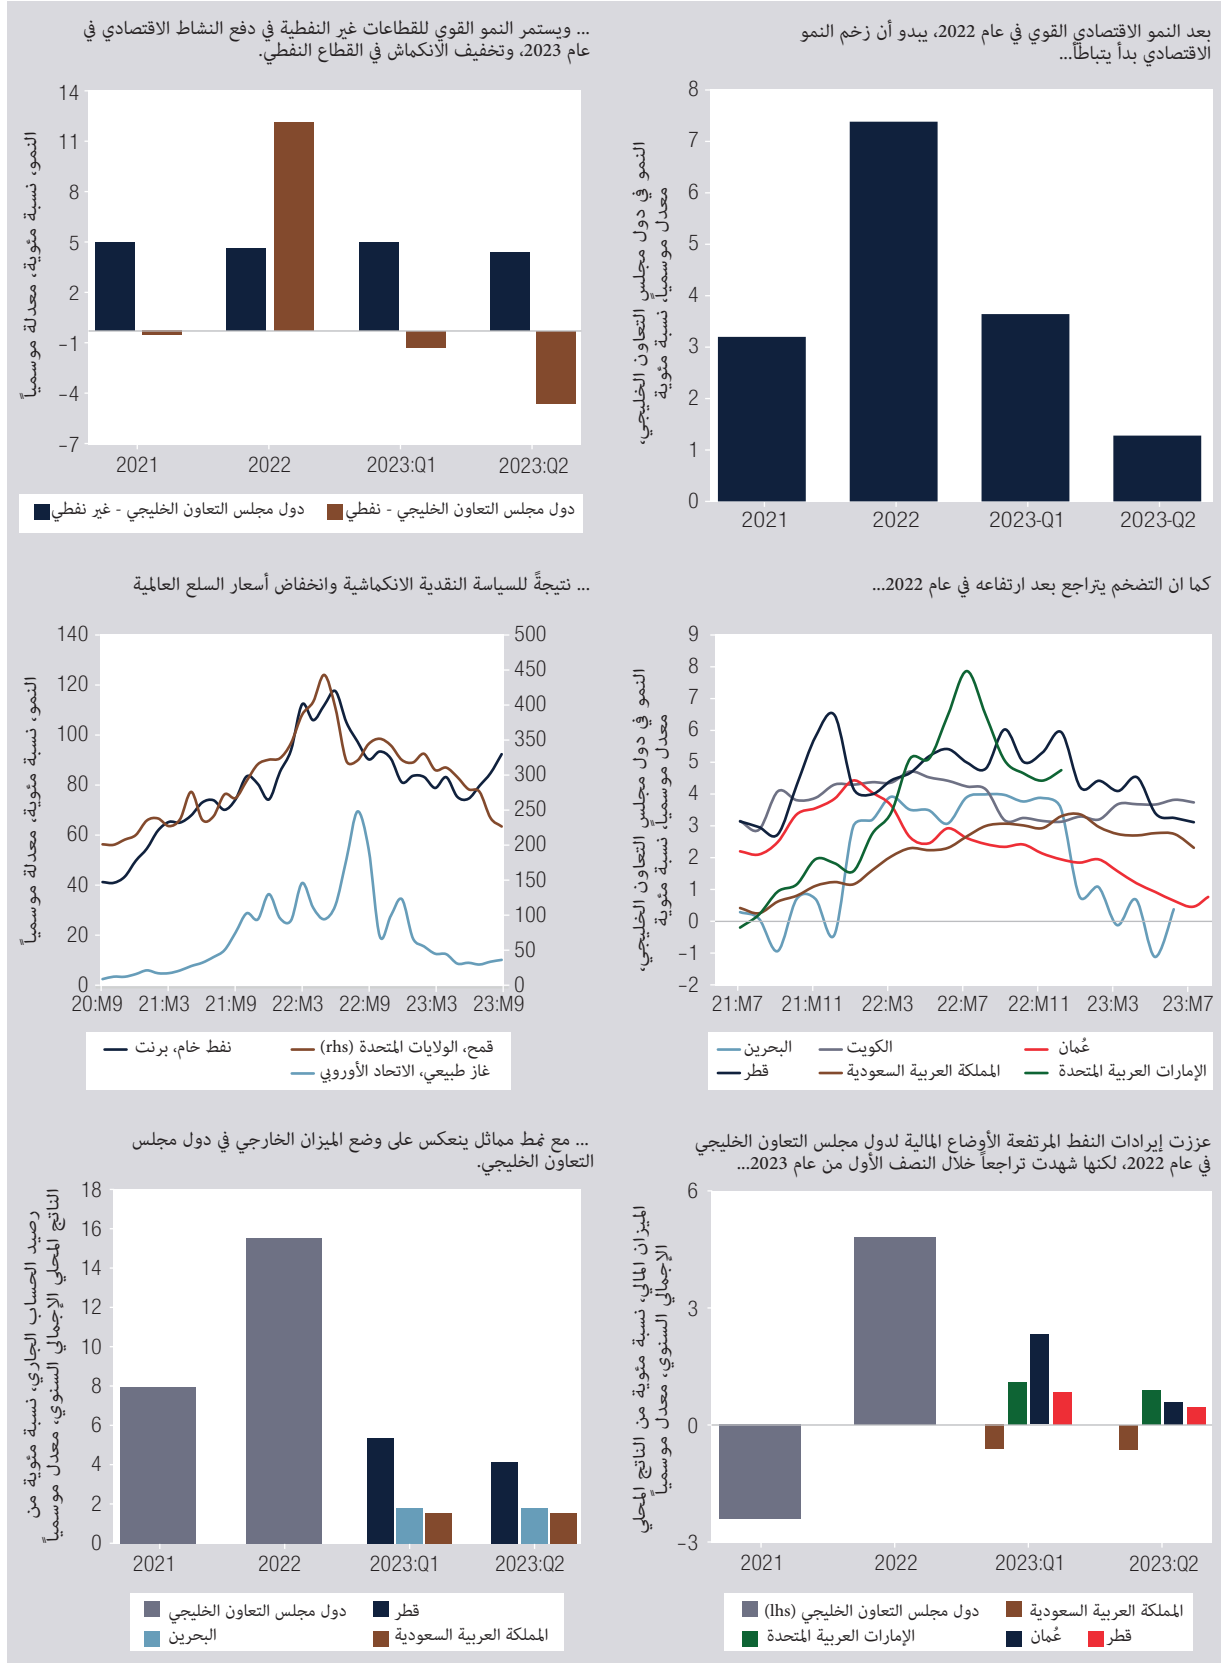 بعد النمو الاقتصادي القوي في عام 2022، يبدو أن زخم النمو
الاقتصادي بدأ يتباطأ...
النمو في دول مجلس التعاون الخليجي،
معدل موسمياً، نسبة مئوية
8
7
6
5
4
3
2
1
0
2021 2022 2023-Q1 2023-Q2
... ويستمر النمو القوي للقطاعات غير النفطية في دفع النشاط الاقتصادي في
عام 2023، وتخفيف الانكماش في القطاع النفطي.
النمو، نسبة مئوية، معدلة موسمياً
14
11
8
5
2
−1
−4
−7
2021 2022 2023:Q1 2023:Q2
دول مجلس التعاون الخليجي - غير نفطي
دول مجلس التعاون الخليجي - نفطي
كما ان التضخم يتراجع بعد ارتفاعه في عام 2022...
النمو في دول مجلس التعاون الخليجي،
معدل موسمياً، نسبة مئوية
9
8
7
6
5
4
3
2
1
0
−1
−2
21:M7 21:M11 22:M3 22:M7 22:M11 23:M3 23:M7
البحرين
الكويت
عُمان
قطر
المملكة العربية السعودية
الإمارات العربية المتحدة
... نتيجةً للسياسة النقدية الانكماشية وانخفاض أسعار السلع العالمية
النمو، نسبة مئوية، معدلة موسمياً
140
120
100
80
60
40
20
0
500
450
400
350
300
250
200
150
100
50
0
20:M9 21:M3 21:M9 22:M3 22:M9 23:M3 23:M9
نفط خام، برنت
قمح، الولايات المتحدة (rhs)
غاز طبيعي، الاتحاد الأوروبي
عززت إيرادات النفط المرتفعة الأوضاع المالية لدول مجلس التعاون الخليجي
في عام 2022، لكنها شهدت تراجعاً خلال النصف الأول من عام 2023...
الميزان المالي، نسبة مئوية من الناتج المحلي
الإجمالي السنوي، معدل موسمياً
6
3
0
−3
2021 2022 2023:Q1 2023:Q2
دول مجلس التعاون الخليجي (lhs)
المملكة العربية السعودية
الإمارات العربية المتحدة
عُمان
قطر
... مع نمط مماثل ينعكس على وضع الميزان الخارجي في دول مجلس
التعاون الخليجي.
رصيد الحساب الجاري، نسبة مئوية من
الناتج المحلي الإجمالي السنوي، معدل موسمياً
18
16
14
12
10
8
6
4
2
0
2021 2022 2023:Q1 2023:Q2
دول مجلس التعاون الخليجي
قطر
البحرين
المملكة العربية السعودية